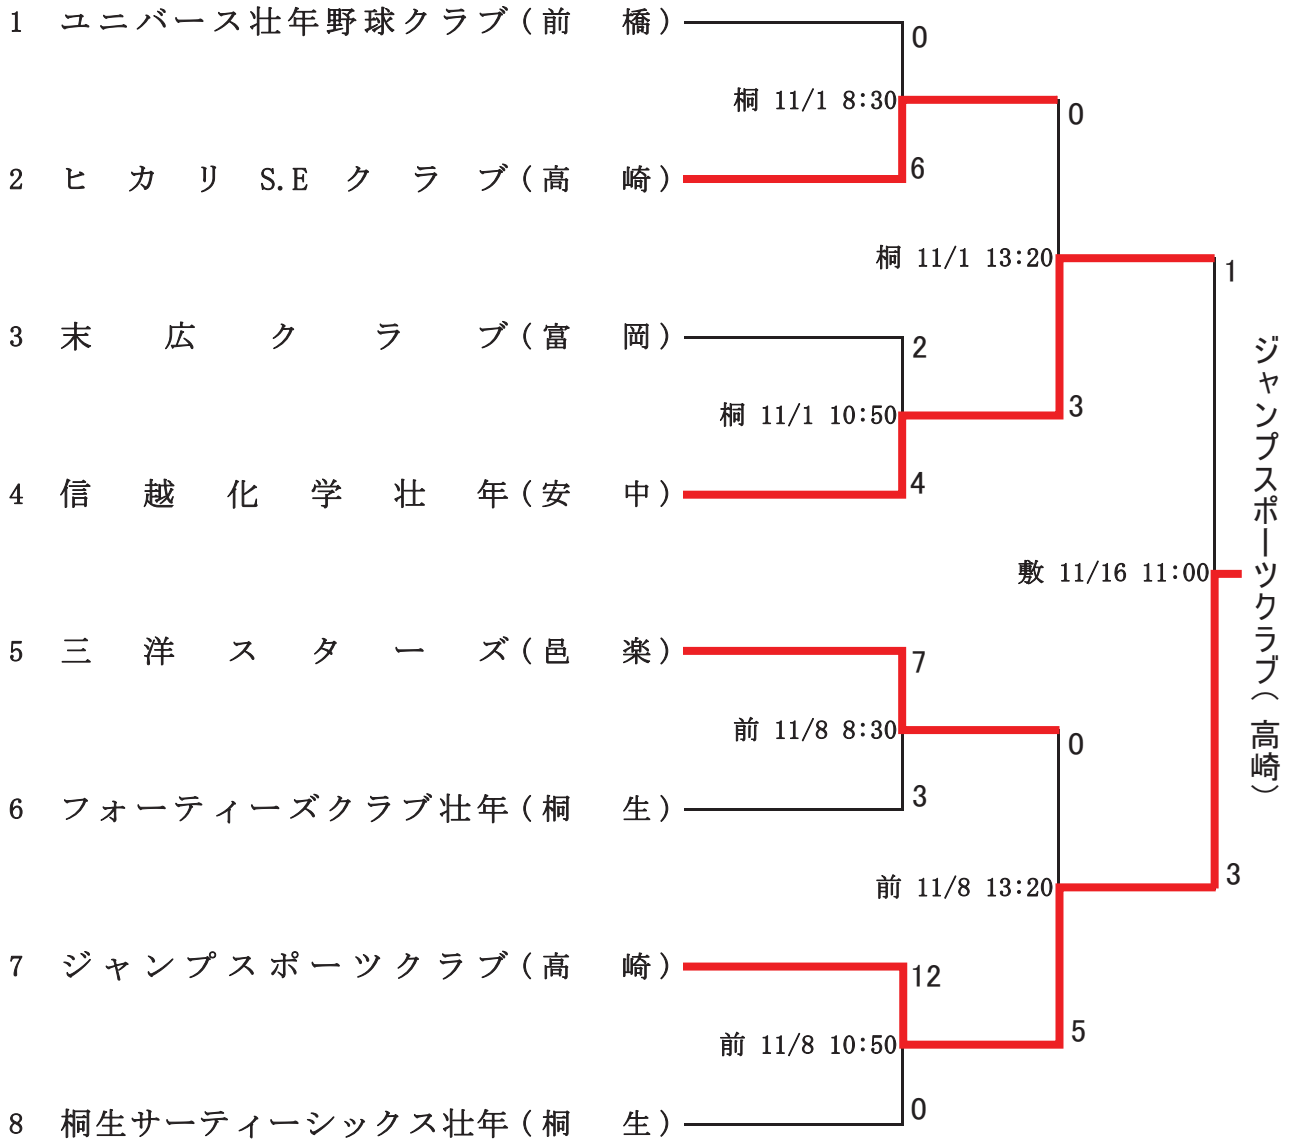 1 ユニバース壮年野球クラブ(前 橋)
0
桐 11/1 8:30
0
2 ヒカリS.Eクラブ(高 崎)
6
桐 11/1 13:20
1
3 末広クラブ(富 岡)
2
桐 11/1 10:50
3
4 信越化学壮年(安 中)
4
敷 11/16 11:00
ジャンプスポーツクラブ(高崎)
5 三洋スターズ(邑 楽)
7
前 11/8 8:30
0
6 フォーティーズクラブ壮年(桐 生)
3
前 11/8 13:20
3
7 ジャンプスポーツクラブ(高 崎)
12
前 11/8 10:50
5
8 桐生サーティーシックス壮年(桐 生)
0